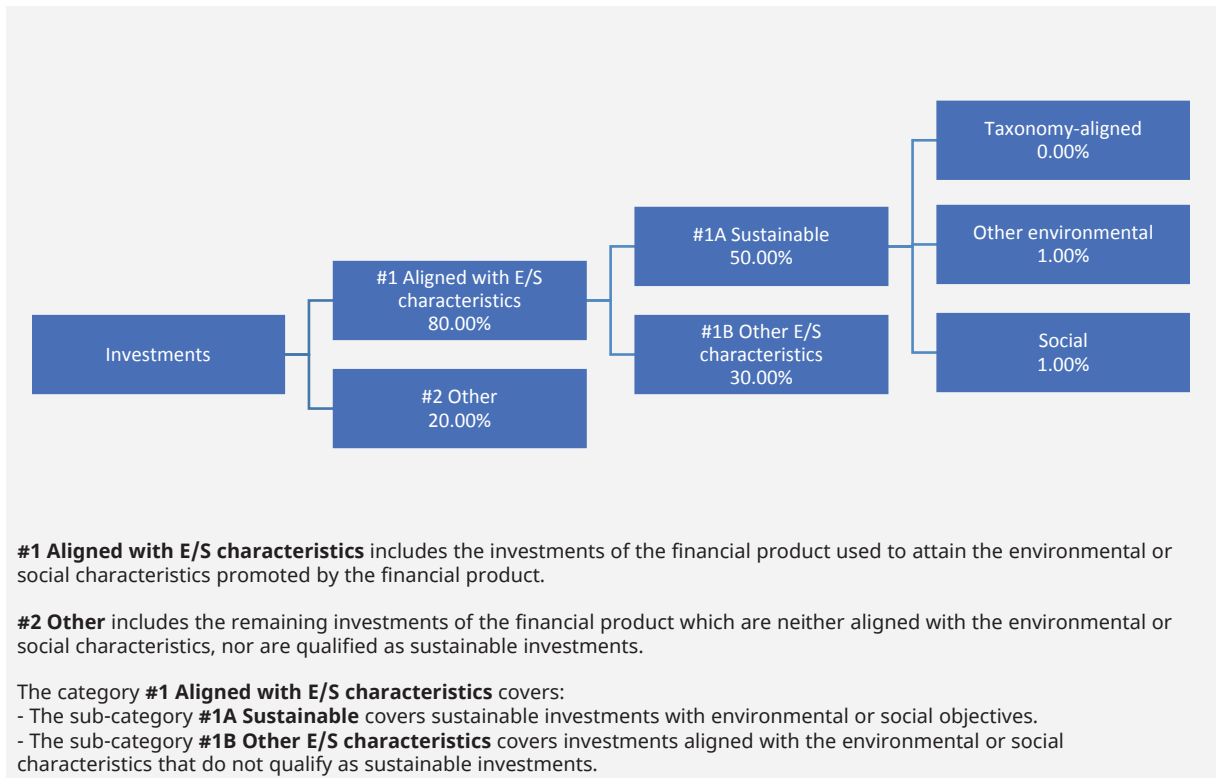 Investments
#1 Aligned with E/S
characteristics
80.00%
#2 Other
20.00%
#1A Sustainable
50.00%
#1B Other E/S
characteristics
30.00%
Taxonomy-aligned
0.00%
Other environmental
1.00%
Social
1.00%
#1 Aligned with E/S characteristics includes the investments of the financial product used to attain the environmental or
social characteristics promoted by the financial product.
#2 Other includes the remaining investments of the financial product which are neither aligned with the environmental or
social characteristics, nor are qualified as sustainable investments.
The category #1 Aligned with E/S characteristics covers:
- The sub-category #1A Sustainable covers sustainable investments with environmental or social objectives.
- The sub-category #1B Other E/S characteristics covers investments aligned with the environmental or social
characteristics that do not qualify as sustainable investments.